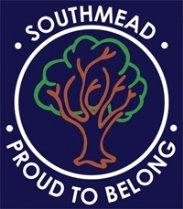 · SOUTHMEAD ·
· PROUD TO BELONG ·